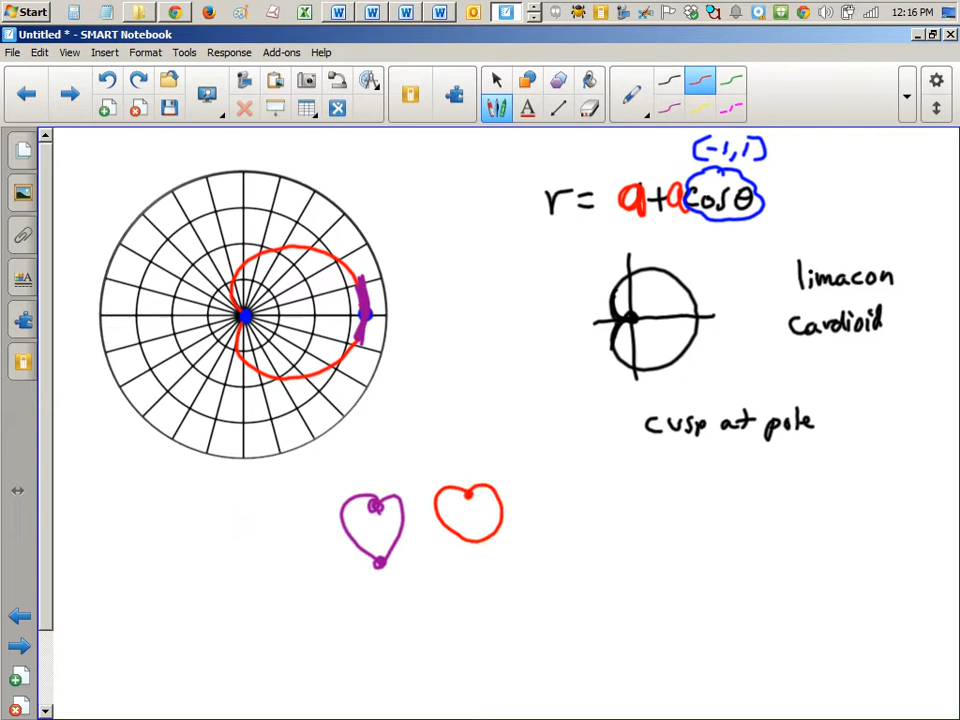 Start
12:16 PM
Untitled * - SMART Notebook
File Edit View Insert Format Tools Response Add-ons Help
(-1,1)
r = a+a cosθ
limacon
cardioid
cusp at pole